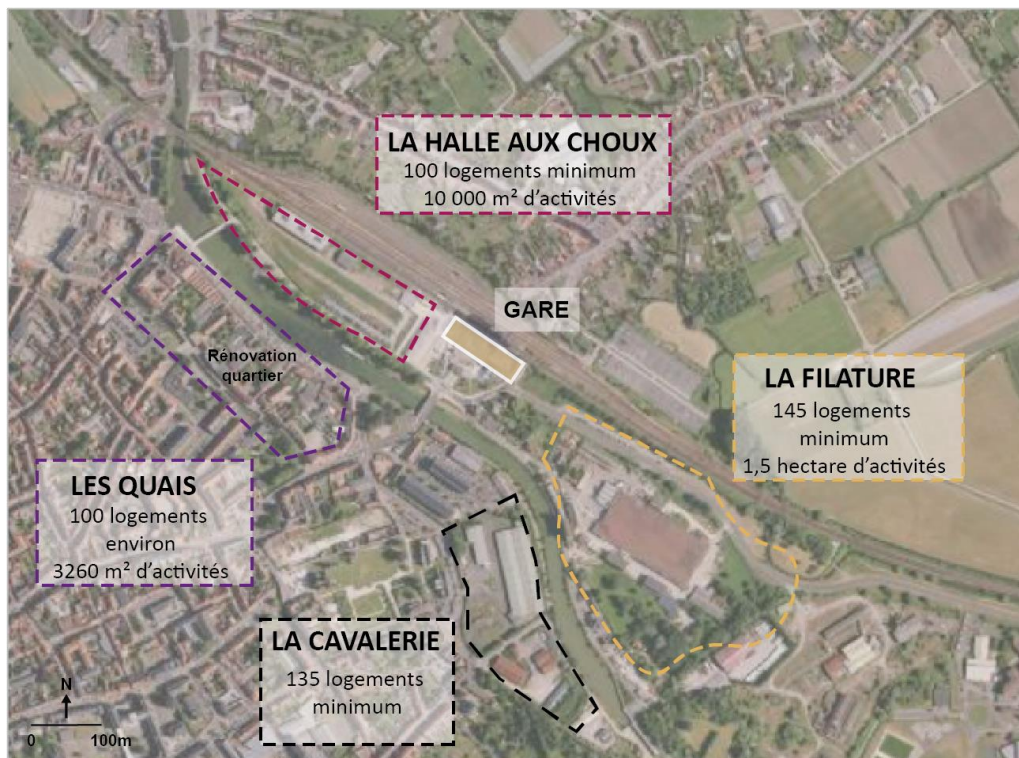 LA HALLE AUX CHOUX
100 logements minimum
10 000 m² d’activités
GARE
Rénovation
quartier
LA FILATURE
145 logements
minimum
1,5 hectare d’activités
LES QUAIS
100 logements
environ
3260 m² d’activités
LA CAVALERIE
135 logements
minimum
N
0 100m